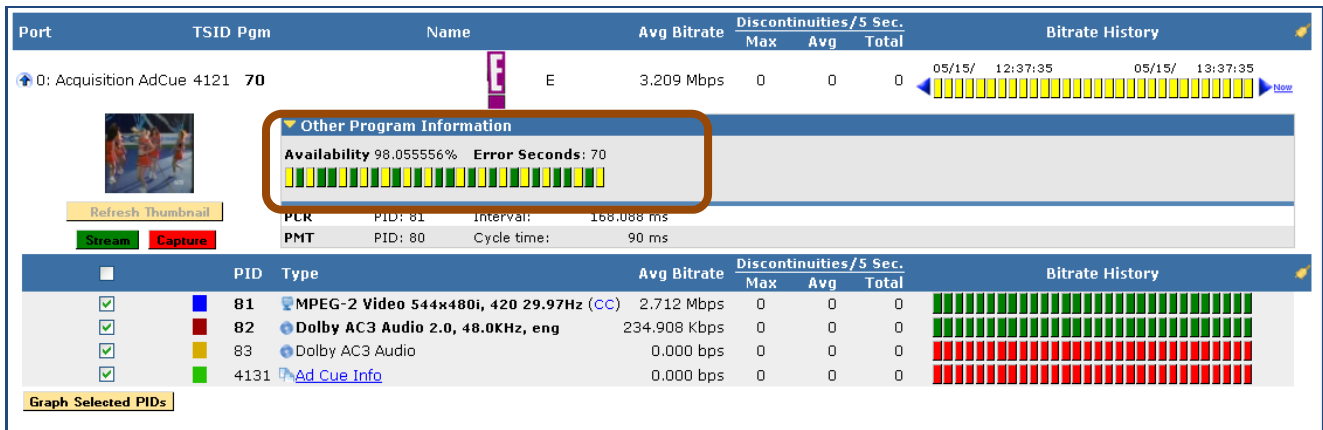 Port TSID Pgm Name Avg Bitrate Discontinuities/5 Sec. Bitrate History
Max Avg Total
0: Acquisition AdCue 4121 70 E E 3.209 Mbps 0 0 0 05/15/ 12:37:35 05/15/ 13:37:35 Now
Other Program Information
Availability 98.055556% Error Seconds: 70
Refresh Thumbnail
PCR PID: 81 Interval: 168.088 ms
Stream Capture PMT PID: 80 Cycle time: 90 ms
PID Type Avg Bitrate Discontinuities/5 Sec. Bitrate History
Max Avg Total
81 MPEG-2 Video 544x480i, 420 29.97Hz (CC) 2.712 Mbps 0 0 0
82 Dolby AC3 Audio 2.0, 48.0KHz, eng 234.908 Kbps 0 0 0
83 Dolby AC3 Audio 0.000 bps 0 0 0
4131 Ad Cue Info 0.000 bps 0 0 0
Graph Selected PIDs